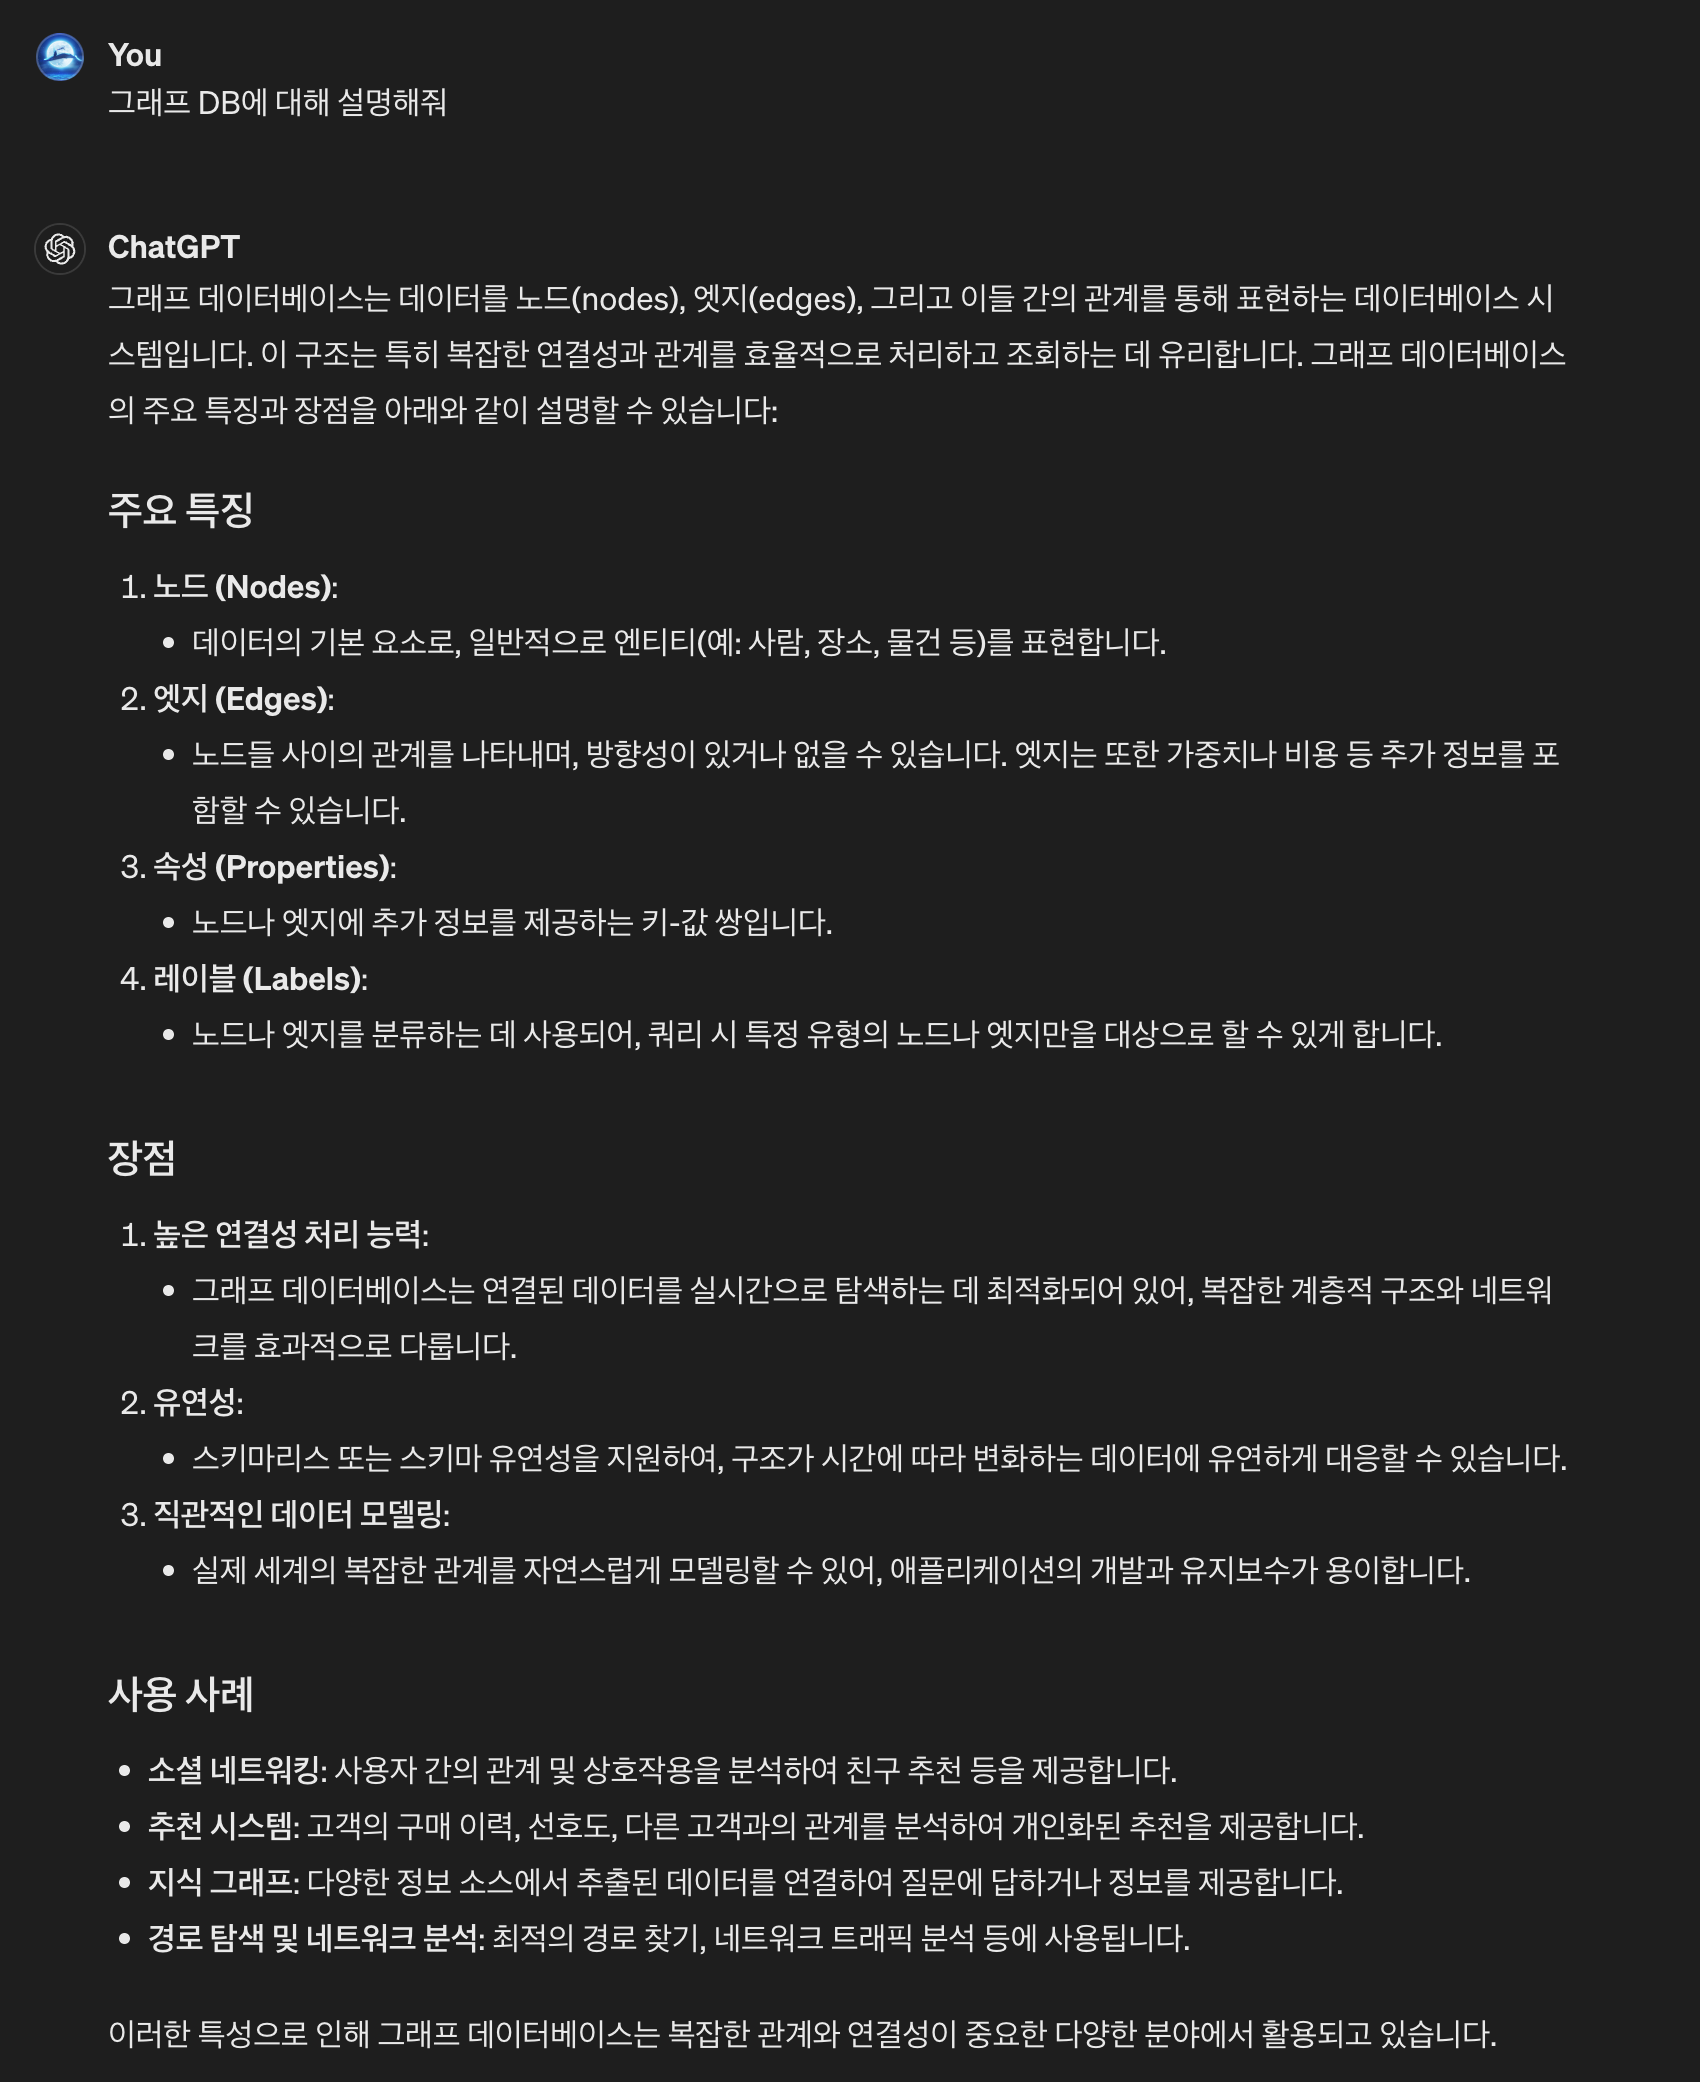 You
그래프 DB에 대해 설명해줘
ChatGPT
그래프 데이터베이스는 데이터를 노드(nodes), 엣지(edges), 그리고 이들 간의 관계를 통해 표현하는 데이터베이스 시
스템입니다. 이 구조는 특히 복잡한 연결성과 관계를 효율적으로 처리하고 조회하는 데 유리합니다. 그래프 데이터베이스
의 주요 특징과 장점을 아래와 같이 설명할 수 있습니다:
주요 특징
1. 노드 (Nodes):
• 데이터의 기본 요소로, 일반적으로 엔티티(예: 사람, 장소, 물건 등)를 표현합니다.
2. 엣지 (Edges):
• 노드들 사이의 관계를 나타내며, 방향성이 있거나 없을 수 있습니다. 엣지는 또한 가중치나 비용 등 추가 정보를 포
함할 수 있습니다.
3. 속성 (Properties):
• 노드나 엣지에 추가 정보를 제공하는 키-값 쌍입니다.
4. 레이블 (Labels):
• 노드나 엣지를 분류하는 데 사용되어, 쿼리 시 특정 유형의 노드나 엣지만을 대상으로 할 수 있게 합니다.
장점
1. 높은 연결성 처리 능력:
• 그래프 데이터베이스는 연결된 데이터를 실시간으로 탐색하는 데 최적화되어 있어, 복잡한 계층적 구조와 네트워
크를 효과적으로 다룹니다.
2. 유연성:
• 스키마리스 또는 스키마 유연성을 지원하여, 구조가 시간에 따라 변화하는 데이터에 유연하게 대응할 수 있습니다.
3. 직관적인 데이터 모델링:
• 실제 세계의 복잡한 관계를 자연스럽게 모델링할 수 있어, 애플리케이션의 개발과 유지보수가 용이합니다.
사용 사례
• 소셜 네트워킹: 사용자 간의 관계 및 상호작용을 분석하여 친구 추천 등을 제공합니다.
• 추천 시스템: 고객의 구매 이력, 선호도, 다른 고객과의 관계를 분석하여 개인화된 추천을 제공합니다.
• 지식 그래프: 다양한 정보 소스에서 추출된 데이터를 연결하여 질문에 답하거나 정보를 제공합니다.
• 경로 탐색 및 네트워크 분석: 최적의 경로 찾기, 네트워크 트래픽 분석 등에 사용됩니다.
이러한 특성으로 인해 그래프 데이터베이스는 복잡한 관계와 연결성이 중요한 다양한 분야에서 활용되고 있습니다.